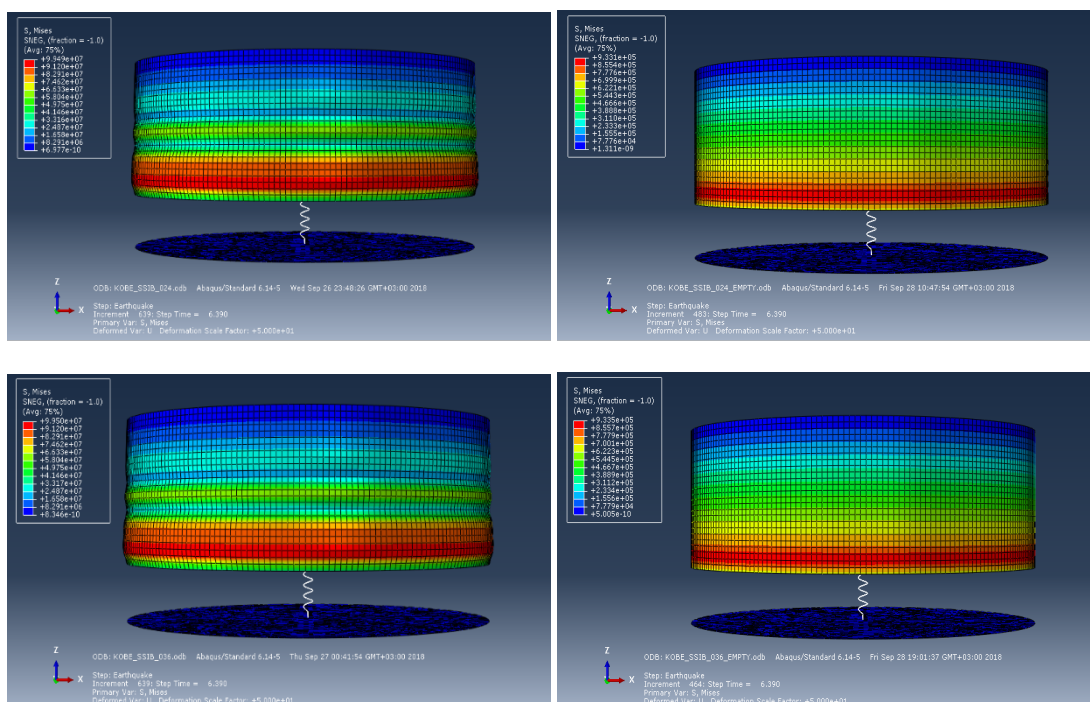 S, Mises
SNEG, (fraction = -1.0)
(Avg: 75%)
+9.949e+07
+9.120e+07
+8.291e+07
+7.462e+07
+6.633e+07
+5.804e+07
+4.975e+07
+4.146e+07
+3.316e+07
+2.487e+07
+1.658e+07
+8.291e+06
+6.977e-10
Z
X
ODB: KOBE_SSIB_024.odb Abaqus/Standard 6.14-5 Wed Sep 26 23:48:26 GMT+03:00 2018
Step: Earthquake
Increment 639: Step Time = 6.390
Primary Var: S, Mises
Deformed Var: U Deformation Scale Factor: +5.000e+01
S, Mises
SNEG, (fraction = -1.0)
(Avg: 75%)
+9.331e+05
+8.554e+05
+7.776e+05
+6.999e+05
+6.221e+05
+5.443e+05
+4.666e+05
+3.888e+05
+3.110e+05
+2.333e+05
+1.555e+05
+7.776e+04
+1.311e-09
Z
X
ODB: KOBE_SSIB_024_EMPTY.odb Abaqus/Standard 6.14-5 Fri Sep 28 10:47:54 GMT+03:00 2018
Step: Earthquake
Increment 483: Step Time = 6.390
Primary Var: S, Mises
Deformed Var: U Deformation Scale Factor: +5.000e+01
S, Mises
SNEG, (fraction = -1.0)
(Avg: 75%)
+9.950e+07
+9.120e+07
+8.291e+07
+7.462e+07
+6.633e+07
+5.804e+07
+4.975e+07
+4.146e+07
+3.317e+07
+2.487e+07
+1.658e+07
+8.291e+06
+8.346e-10
Z
X
ODB: KOBE_SSIB_036.odb Abaqus/Standard 6.14-5 Thu Sep 27 00:41:54 GMT+03:00 2018
Step: Earthquake
Increment 639: Step Time = 6.390
Primary Var: S, Mises
Deformed Var: U Deformation Scale Factor: +5.000e+01
S, Mises
SNEG, (fraction = -1.0)
(Avg: 75%)
+9.335e+05
+8.557e+05
+7.779e+05
+7.001e+05
+6.223e+05
+5.445e+05
+4.667e+05
+3.889e+05
+3.112e+05
+2.334e+05
+1.556e+05
+7.779e+04
+5.005e-10
Z
X
ODB: KOBE_SSIB_036_EMPTY.odb Abaqus/Standard 6.14-5 Fri Sep 28 19:01:37 GMT+03:00 2018
Step: Earthquake
Increment 464: Step Time = 6.390
Primary Var: S, Mises
Deformed Var: U Deformation Scale Factor: +5.000e+01